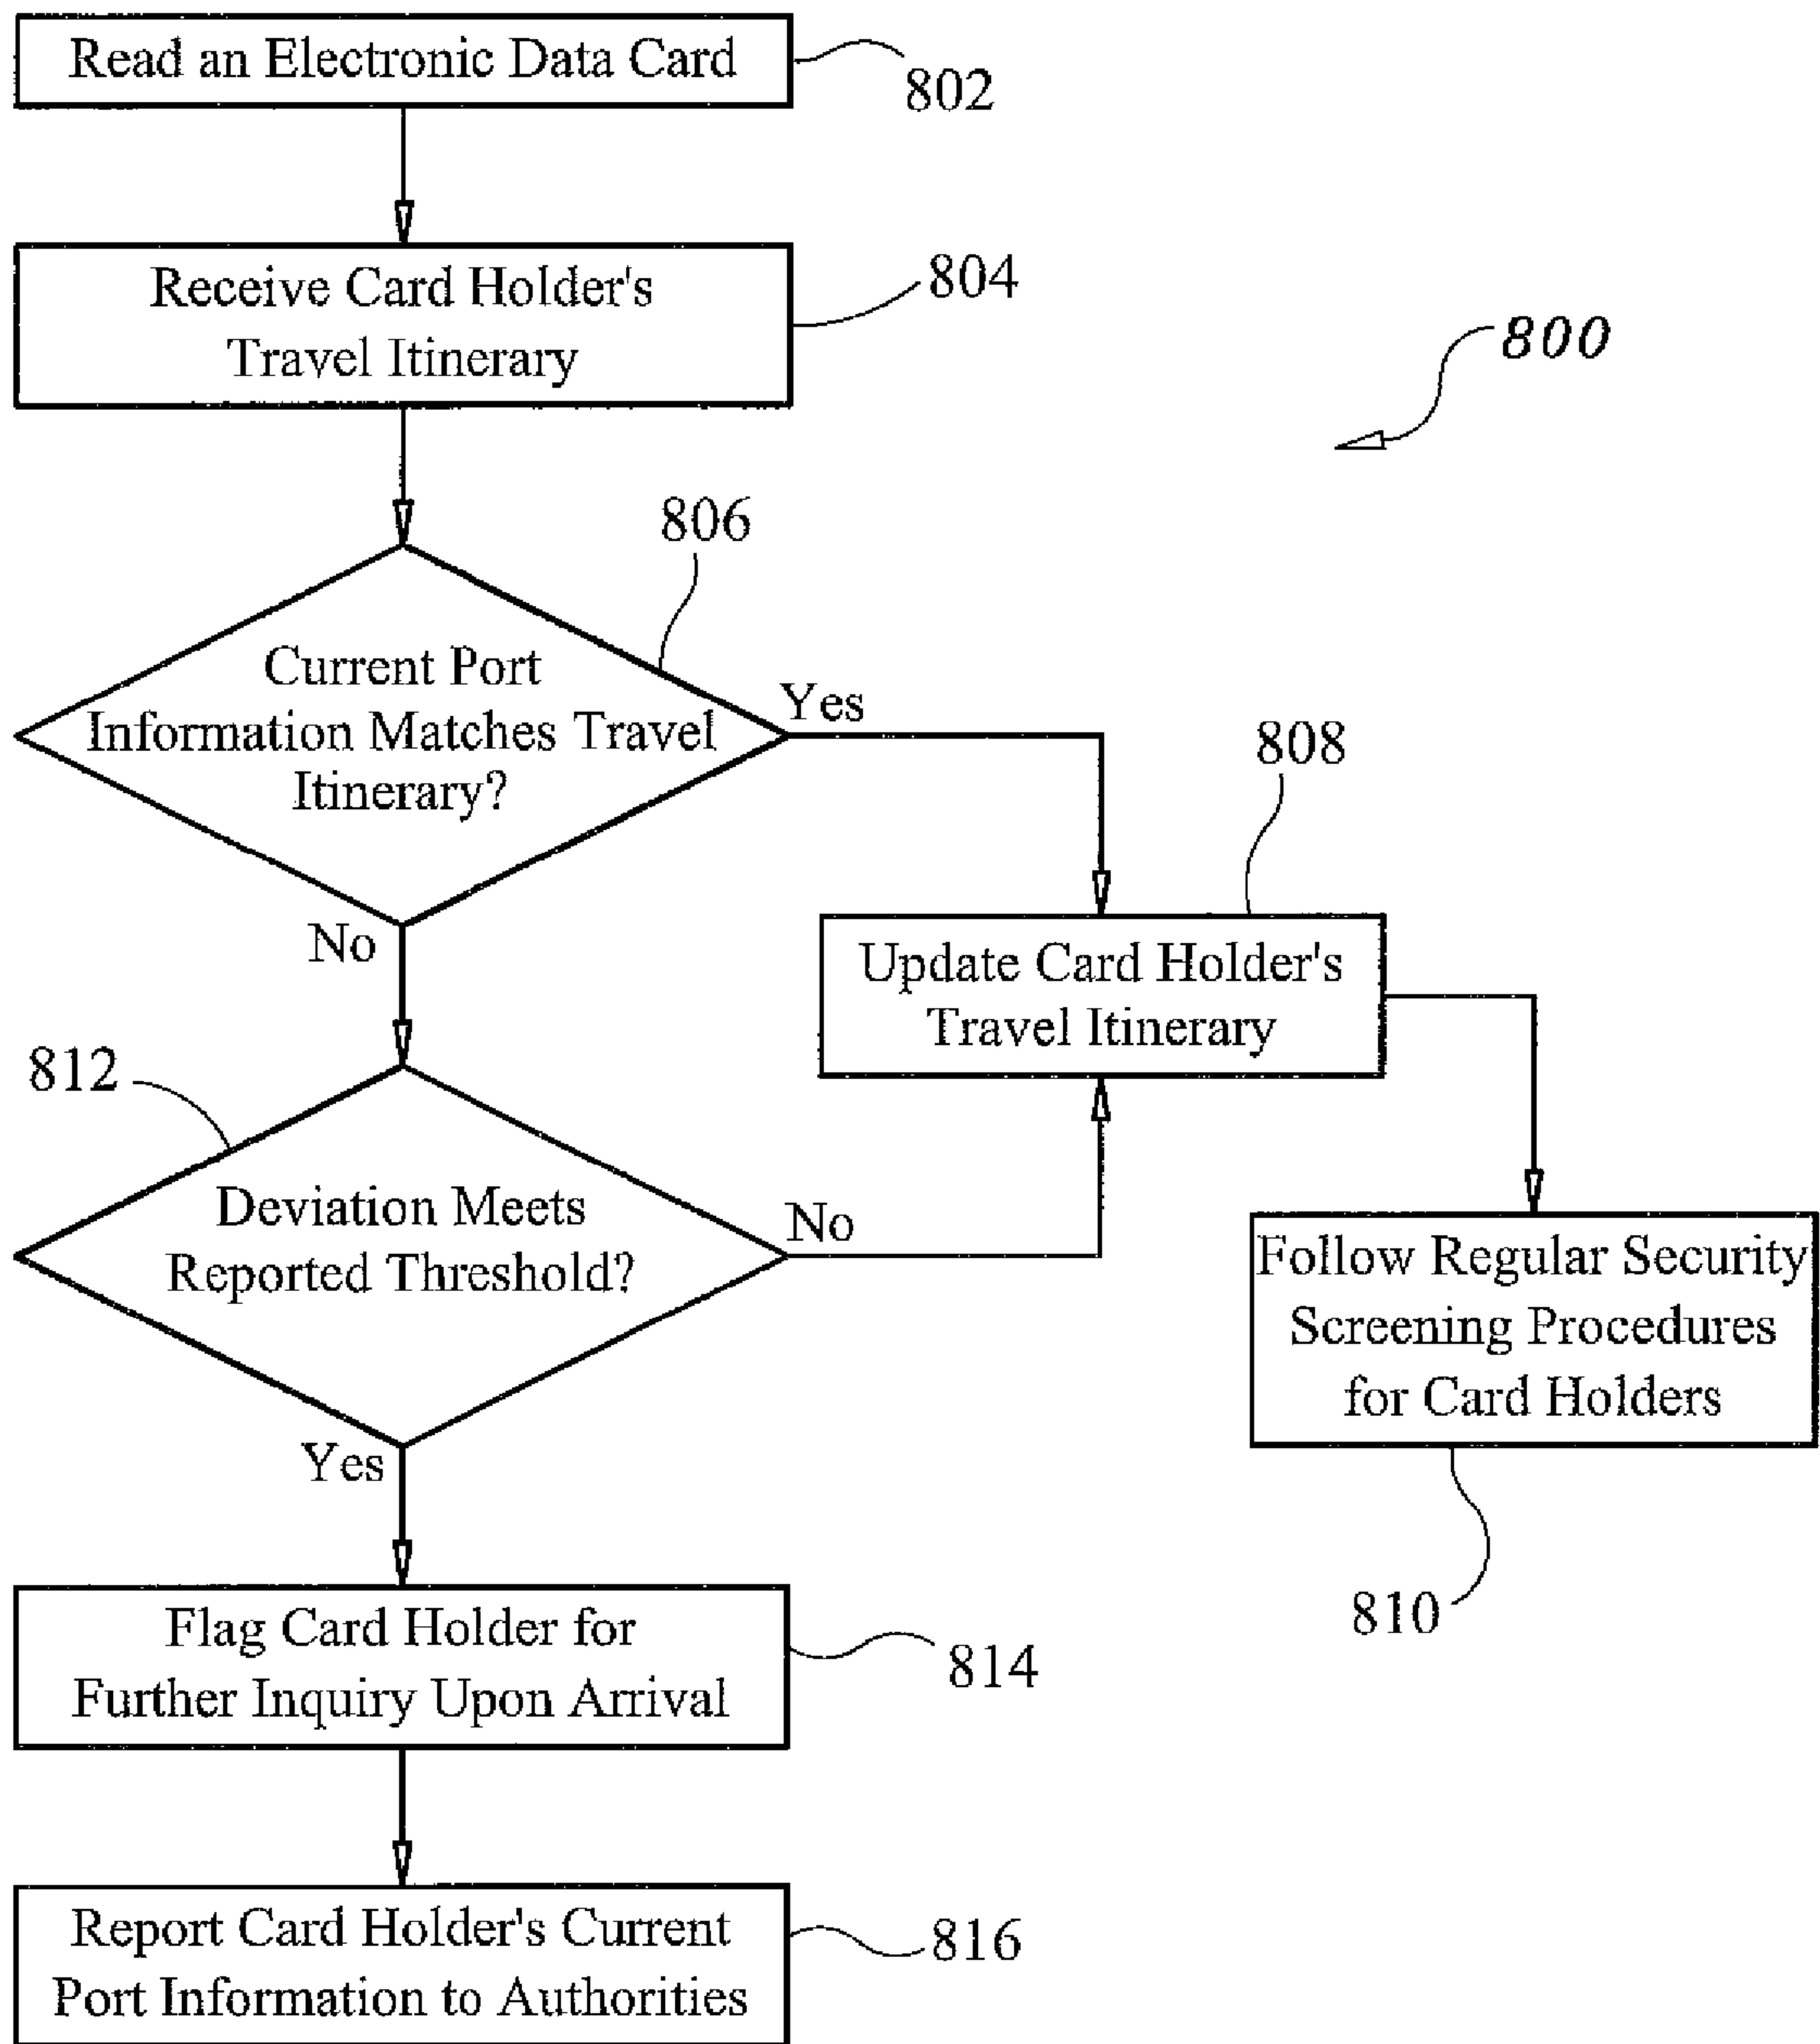 Read an Electronic Data Card
802
Receive Card Holder's
Travel Itinerary
804
800
806
Current Port
Information Matches Travel
Itinerary?
Yes
No
808
Update Card Holder's
Travel Itinerary
812
Deviation Meets
Reported Threshold?
No
Yes
Follow Regular Security
Screening Procedures
for Card Holders
810
Flag Card Holder for
Further Inquiry Upon Arrival
814
Report Card Holder's Current
Port Information to Authorities
816